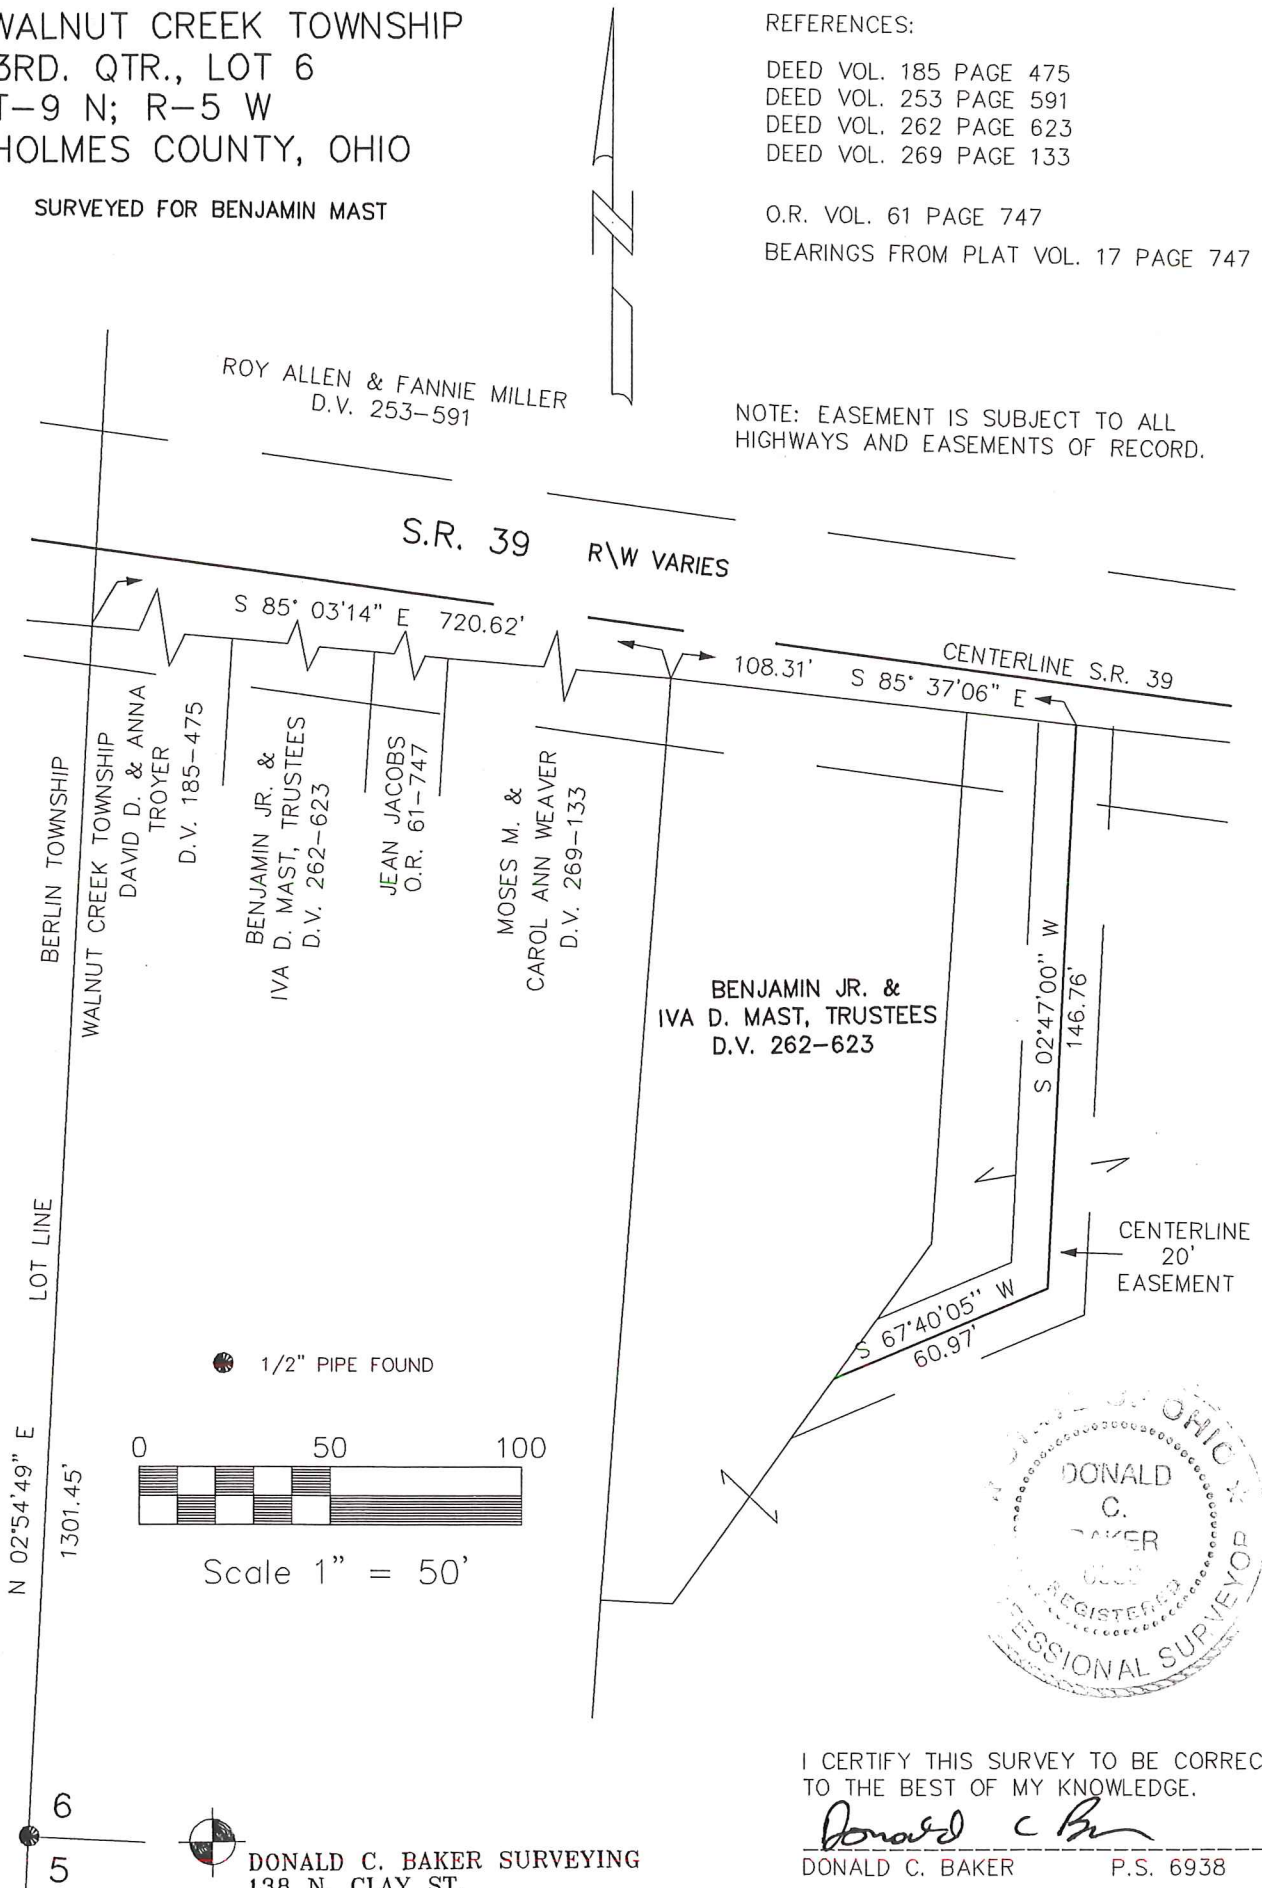 WALNUT CREEK TOWNSHIP
3RD. QTR., LOT 6
T-9 N; R-5 W
HOLMES COUNTY, OHIO
SURVEYED FOR BENJAMIN MAST
REFERENCES:
DEED VOL. 185 PAGE 475
DEED VOL. 253 PAGE 591
DEED VOL. 262 PAGE 623
DEED VOL. 269 PAGE 133
O.R. VOL. 61 PAGE 747
BEARINGS FROM PLAT VOL. 17 PAGE 747
N
ROY ALLEN & FANNIE MILLER
D.V. 253-591
NOTE: EASEMENT IS SUBJECT TO ALL
HIGHWAYS AND EASEMENTS OF RECORD.
S.R. 39
R\W VARIES
S 85° 03'14" E 720.62'
108.31' S 85° 37'06" E
CENTERLINE S.R. 39
BERLIN TOWNSHIP
WALNUT CREEK TOWNSHIP
DAVID D. & ANNA
TROYER
D.V. 185-475
BENJAMIN JR. &
IVA D. MAST, TRUSTEES
D.V. 262-623
JEAN JACOBS
O.R. 61-747
MOSES M. &
CAROL ANN WEAVER
D.V. 269-133
BENJAMIN JR. &
IVA D. MAST, TRUSTEES
D.V. 262-623
S 02°47'00" W
146.76'
CENTERLINE
20'
EASEMENT
S 67°40'05" W
60.97'
LOT LINE
N 02°54'49" E
1301.45'
1/2" PIPE FOUND
0 50 100
Scale 1" = 50'
OHIO
DONALD
C.
BAKER
REGISTERED
SURVEYOR
I CERTIFY THIS SURVEY TO BE CORREC
TO THE BEST OF MY KNOWLEDGE.
Donald C
DONALD C. BAKER P.S. 6938
6
5
DONALD C. BAKER SURVEYING
138 N. CLAY ST.